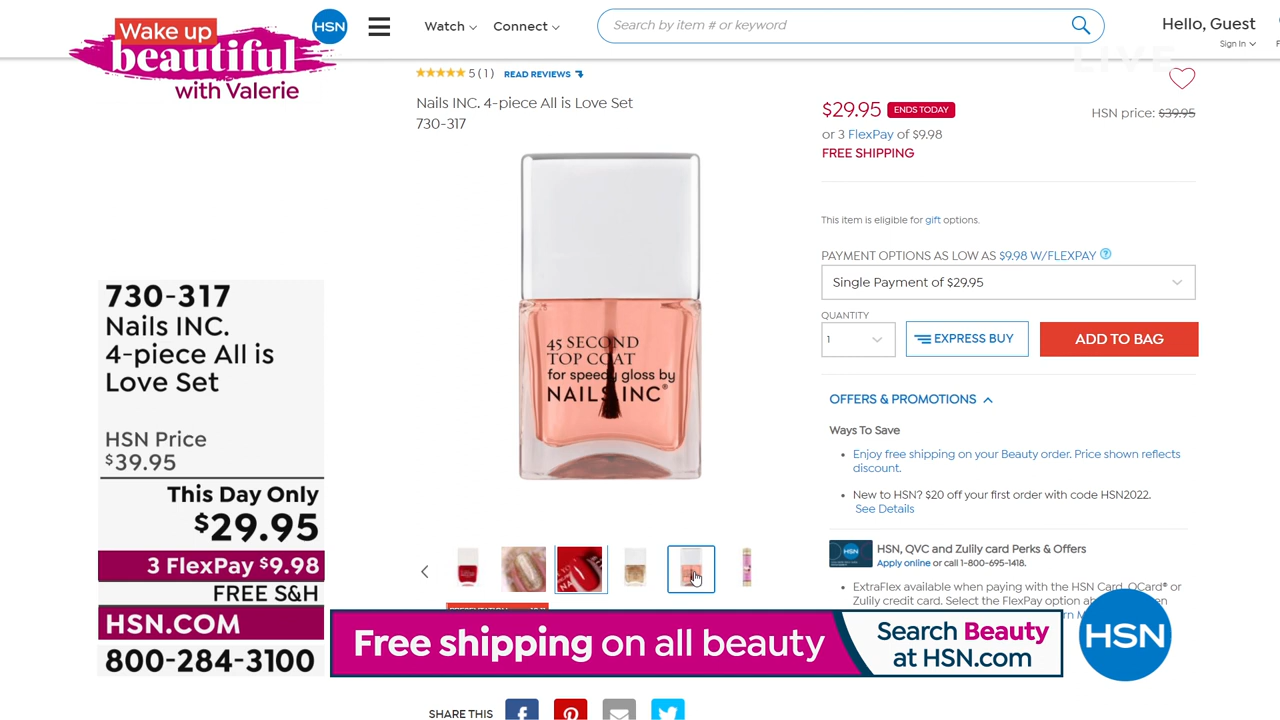 Wake up
beautiful
with Valerie
HSN
Watch
Connect
Search by item # or keyword
Hello, Guest
Sign In
LIVE
5 (1)
READ REVIEWS
Nails INC. 4-piece All is Love Set
730-317
$29.95
ENDS TODAY
HSN price: $39.95
or 3 FlexPay of $9.98
FREE SHIPPING
This item is eligible for gift options.
PAYMENT OPTIONS AS LOW AS $9.98 W/FLEXPAY ?
Single Payment of $29.95
QUANTITY
1
EXPRESS BUY
ADD TO BAG
OFFERS & PROMOTIONS
Ways To Save
• Enjoy free shipping on your Beauty order. Price shown reflects
discount.
• New to HSN? $20 off your first order with code HSN2022.
See Details
HSN
HSN, QVC and Zulily card Perks & Offers
Apply online or call 1-800-695-1418.
• ExtraFlex available when paying with the HSN Card, QCard® or
Zulily credit card. Select the FlexPay option
45 SECOND
TOP COAT
for speedy gloss by
NAILS INC®
730-317
Nails INC.
4-piece All is
Love Set
HSN Price
$39.95
This Day Only
$29.95
3 FlexPay $9.98
FREE S&H
HSN.COM
800-284-3100
Free shipping on all beauty
Search Beauty
at HSN.com
HSN
SHARE THIS